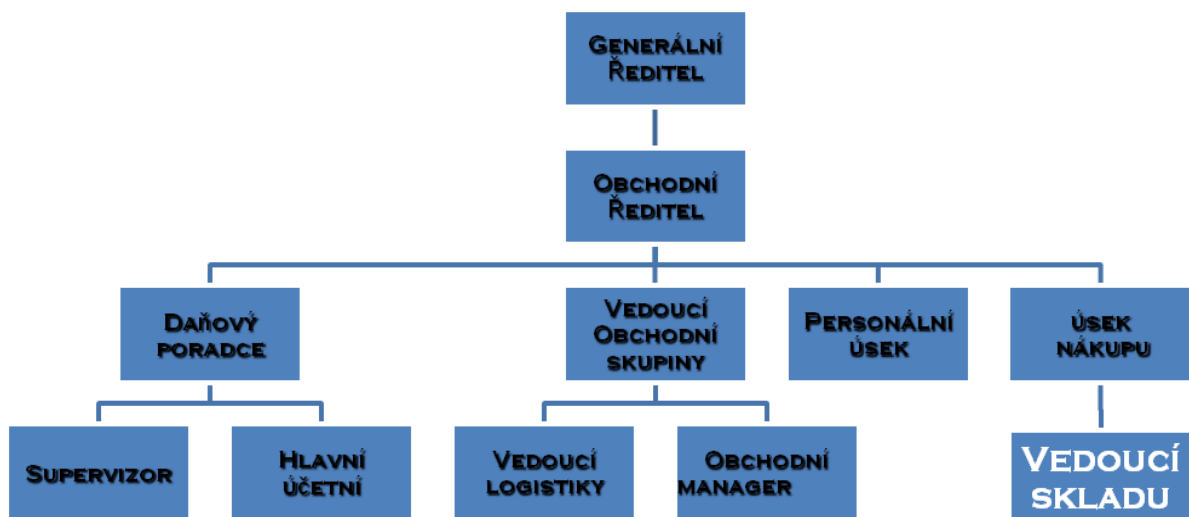 Generální
Ředitel
Obchodní
Ředitel
Daňový
poradce
Vedoucí
Obchodní
skupiny
Personální
úsek
úsek
nákupu
Supervizor
Hlavní
účetní
Vedoucí
logistiky
Obchodní
manager
Vedoucí
skladu